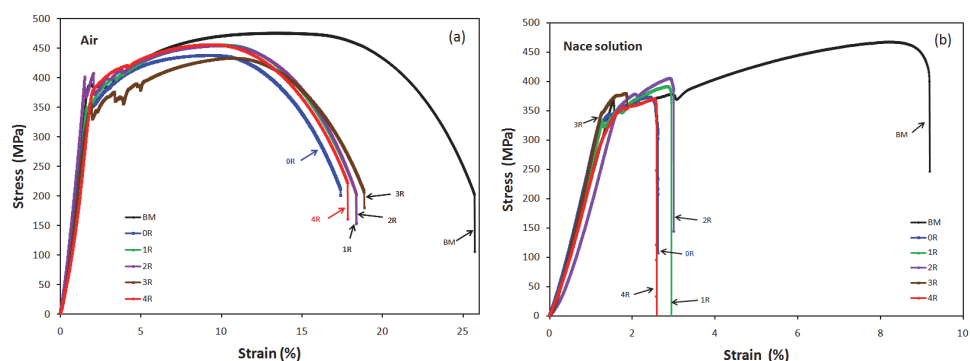 Air
(a)
500
450
400
350
300
250
200
150
100
50
0
Stress (MPa)
0R
3R
4R
2R
1R
BM
BM
0R
1R
2R
3R
4R
0 5 10 15 20 25
Strain (%)
Nace solution
(b)
500
450
400
350
300
250
200
150
100
50
0
Stress (MPa)
3R
BM
2R
0R
4R
1R
BM
0R
1R
2R
3R
4R
0 2 4 6 8 10
Strain (%)